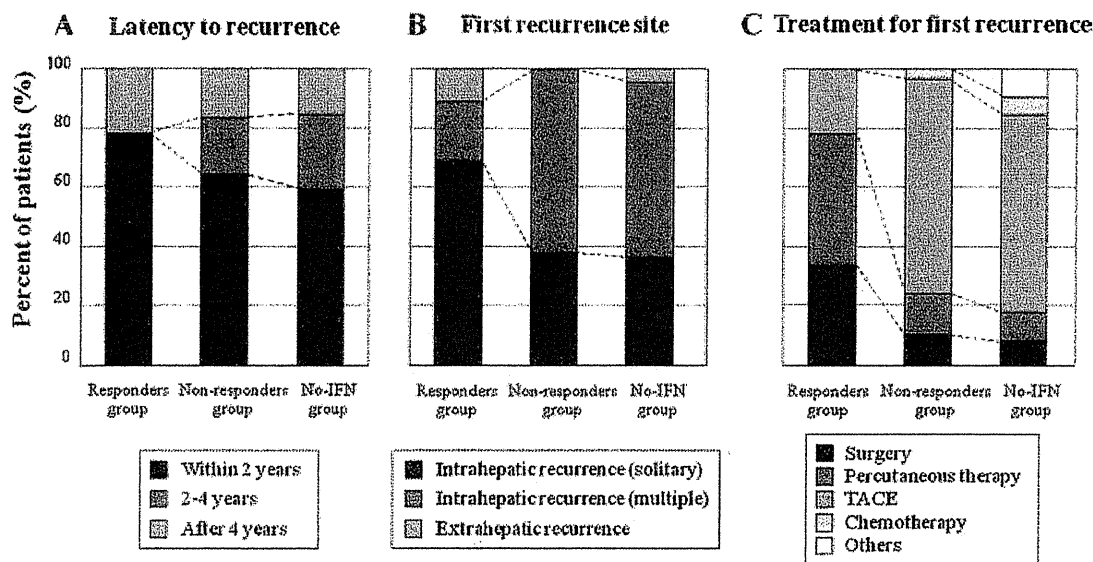 A Latency to recurrence
B First recurrence site
C Treatment for first recurrence
Percent of patients (%)
100
80
60
40
20
0
Responders group
Non-responders group
No-IFN group
Responders group
Non-responders group
No-IFN group
Responders group
Non-responders group
No-IFN group
Within 2 years
2-4 years
After 4 years
Intrahepatic recurrence (solitary)
Intrahepatic recurrence (multiple)
Extrahepatic recurrence
Surgery
Percutaneous therapy
TACE
Chemotherapy
Others